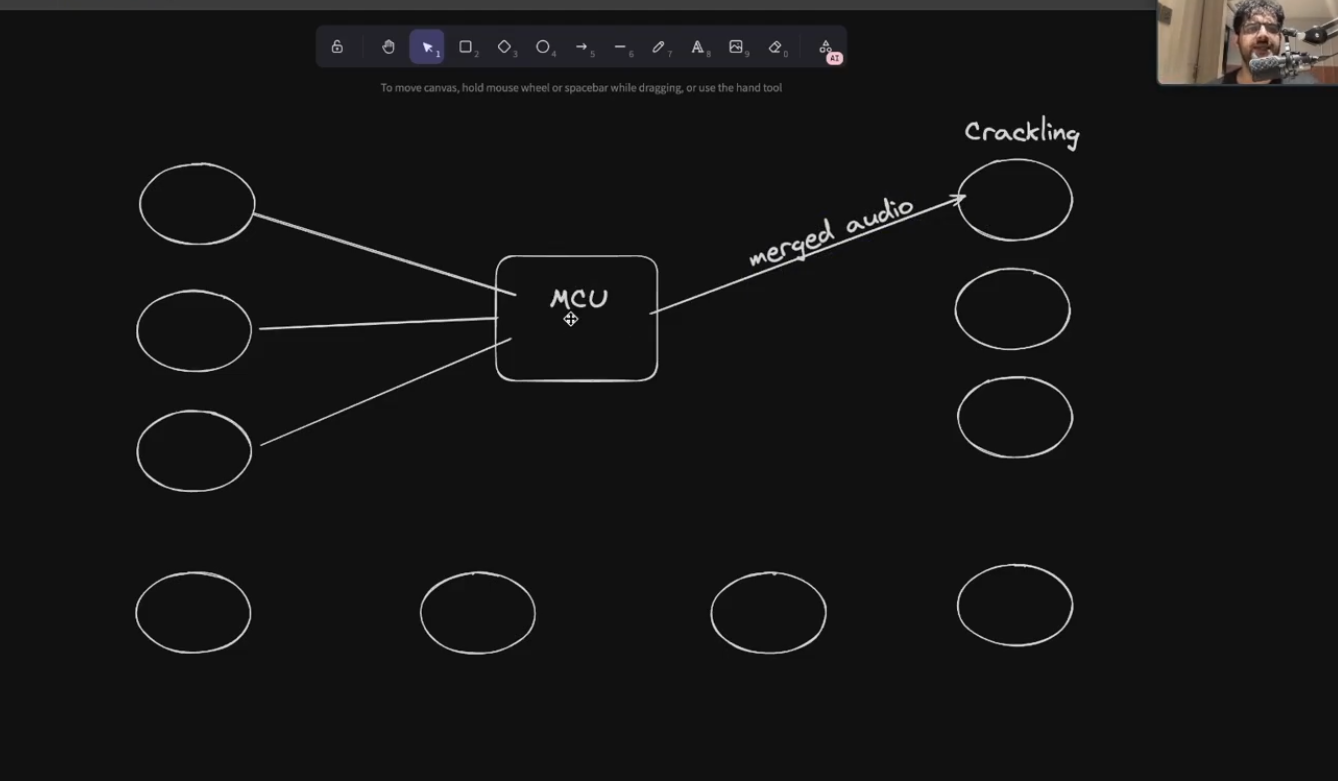 1
2
3
4
5
6
7
A 8
9
0
AI
To move canvas, hold mouse wheel or spacebar while dragging, or use the hand tool
Crackling
merged audio
MCU